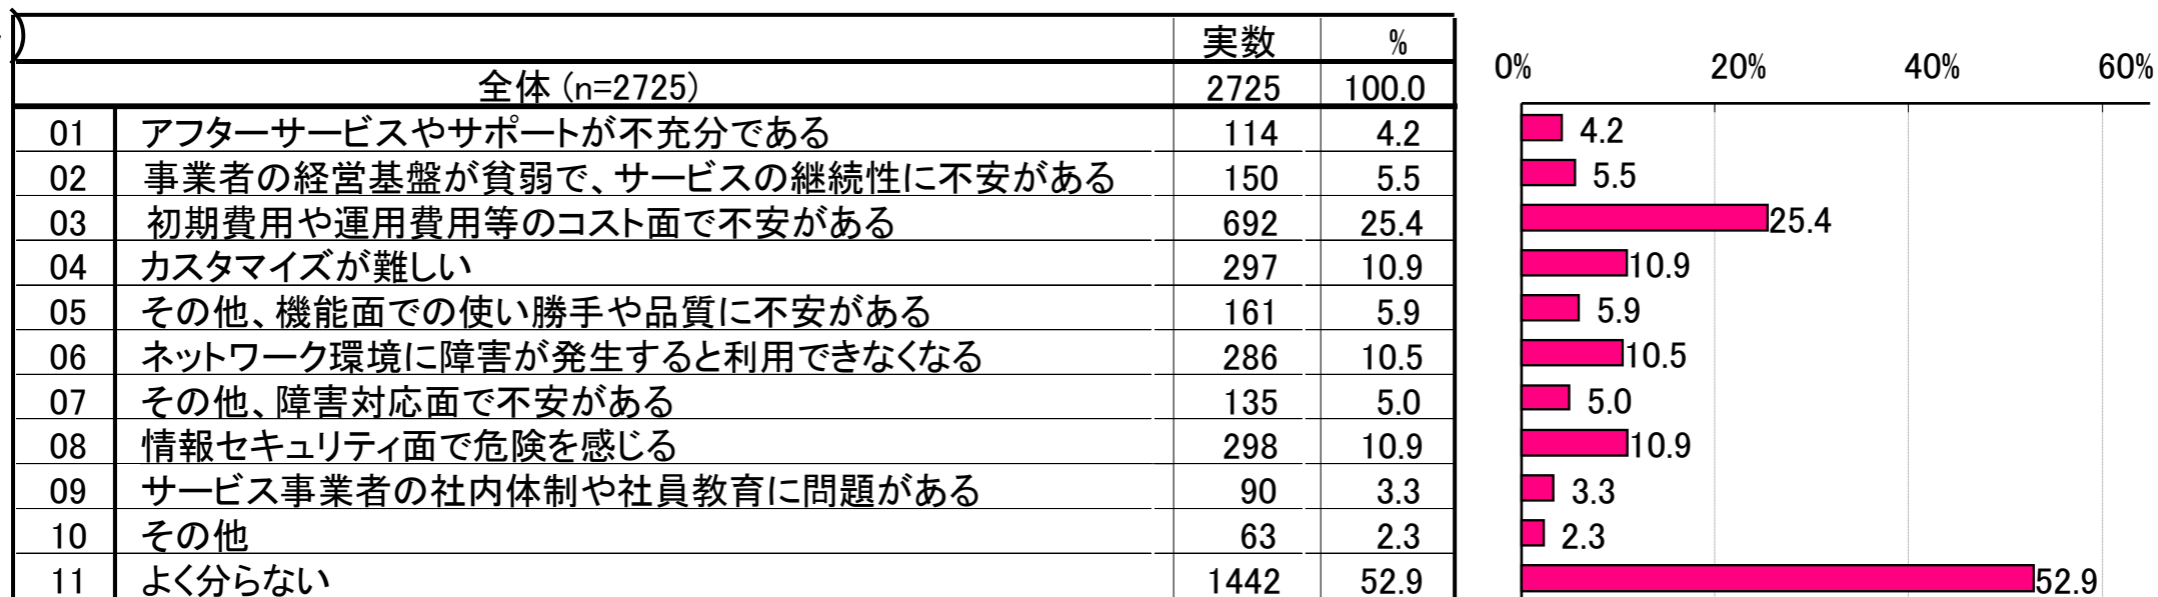 )
実数 %
全体 (n=2725) 2725 100.0
01 アフターサービスやサポートが不充分である 114 4.2
02 事業者の経営基盤が貧弱で、サービスの継続性に不安がある 150 5.5
03 初期費用や運用費用等のコスト面で不安がある 692 25.4
04 カスタマイズが難しい 297 10.9
05 その他、機能面での使い勝手や品質に不安がある 161 5.9
06 ネットワーク環境に障害が発生すると利用できなくなる 286 10.5
07 その他、障害対応面で不安がある 135 5.0
08 情報セキュリティ面で危険を感じる 298 10.9
09 サービス事業者の社内体制や社員教育に問題がある 90 3.3
10 その他 63 2.3
11 よく分らない 1442 52.9
0% 20% 40% 60%
4.2
5.5
25.4
10.9
5.9
10.5
5.0
10.9
3.3
2.3
52.9